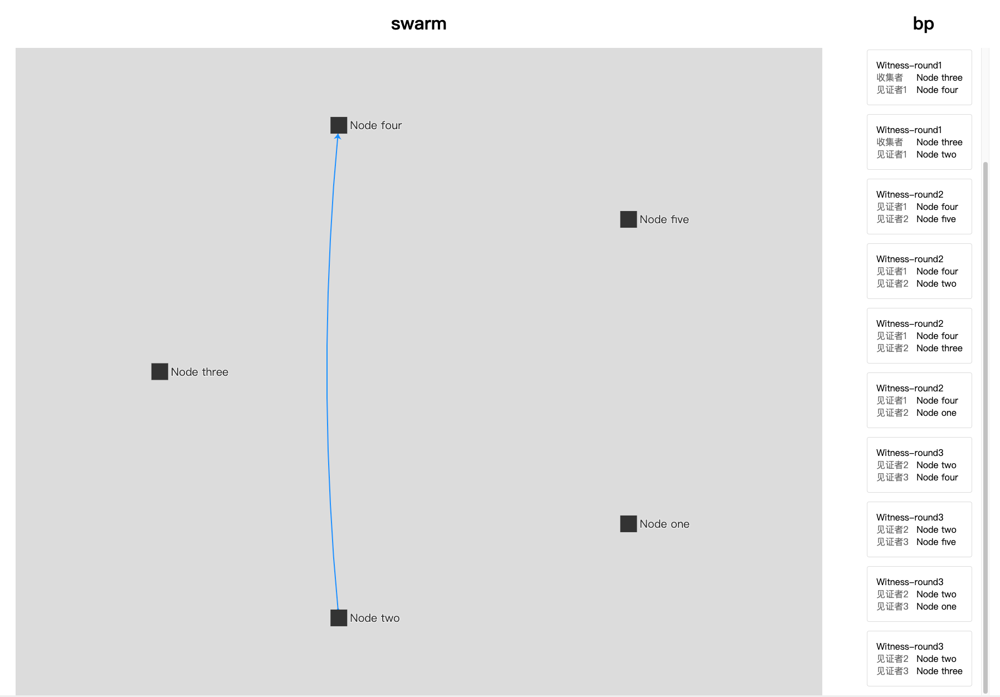 swarm
bp
Node four
Node five
Node three
Node one
Node two
Witness-round1
收集者 Node three
见证者1 Node four
Witness-round1
收集者 Node three
见证者1 Node two
Witness-round2
见证者1 Node four
见证者2 Node five
Witness-round2
见证者1 Node four
见证者2 Node two
Witness-round2
见证者1 Node four
见证者2 Node three
Witness-round2
见证者1 Node four
见证者2 Node one
Witness-round3
见证者2 Node two
见证者3 Node four
Witness-round3
见证者2 Node two
见证者3 Node five
Witness-round3
见证者2 Node two
见证者3 Node one
Witness-round3
见证者2 Node two
见证者3 Node three